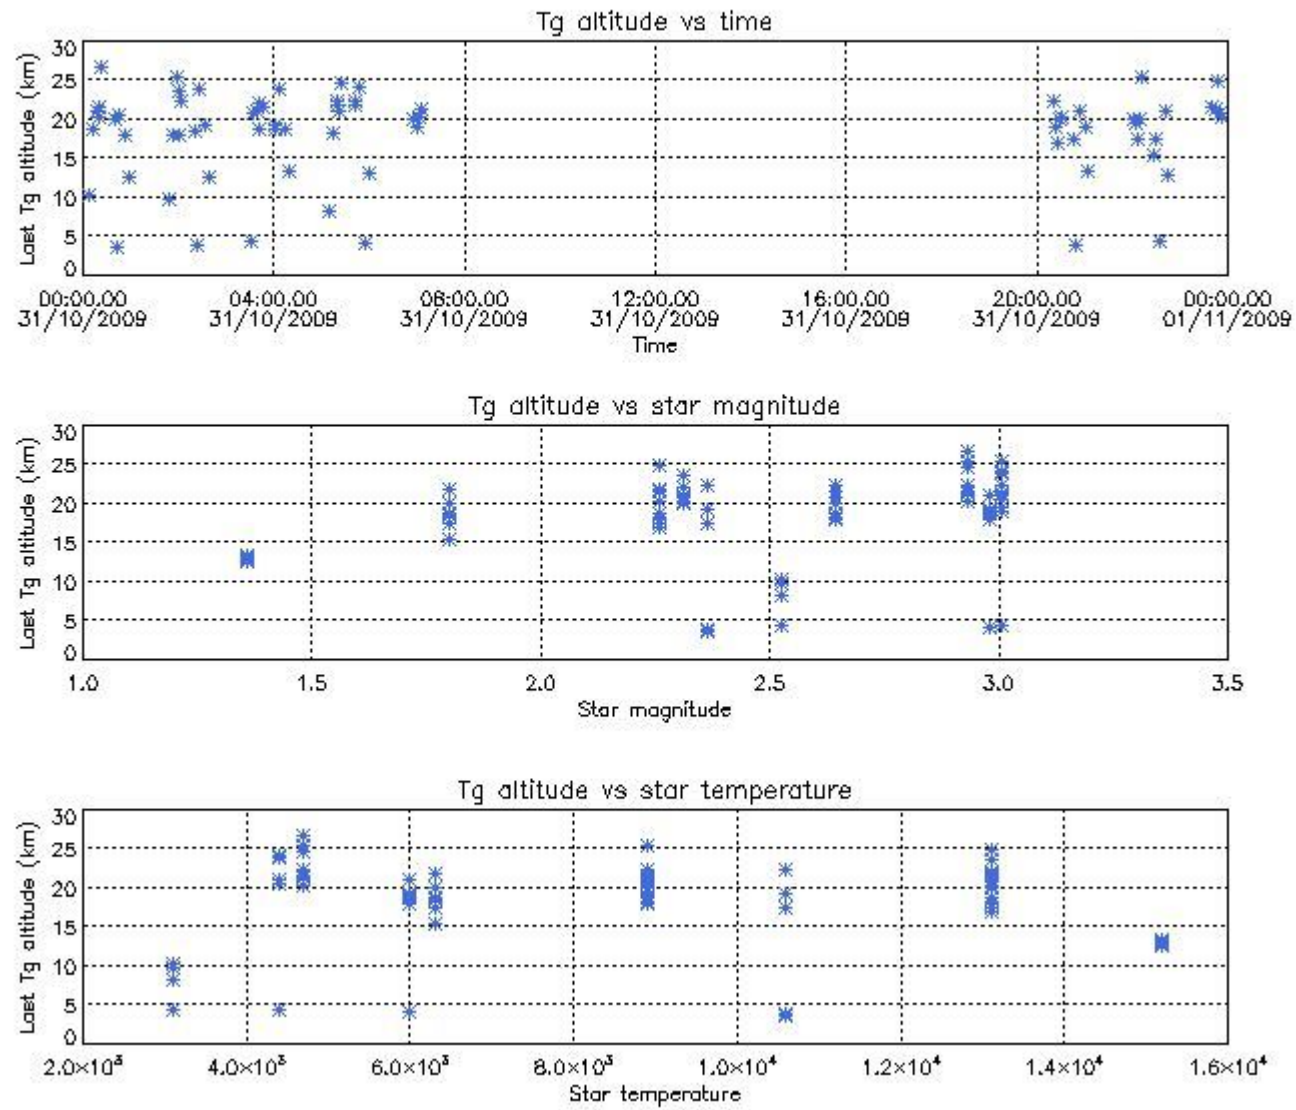 Tg altitude vs time
Last Tg altitude (km)
30
25
20
15
10
5
0
00:00.00 04:00.00 08:00.00 12:00.00 16:00.00 20:00.00 00:00.00
31/10/2009 31/10/2009 31/10/2009 31/10/2009 31/10/2009 31/10/2009 01/11/2009
Time
Tg altitude vs star magnitude
Last Tg altitude (km)
30
25
20
15
10
5
0
1.0 1.5 2.0 2.5 3.0 3.5
Star magnitude
Tg altitude vs star temperature
Last Tg altitude (km)
30
25
20
15
10
5
0
2.0×10³ 4.0×10³ 6.0×10³ 8.0×10³ 1.0×10⁴ 1.2×10⁴ 1.4×10⁴ 1.6×10⁴
Star temperature